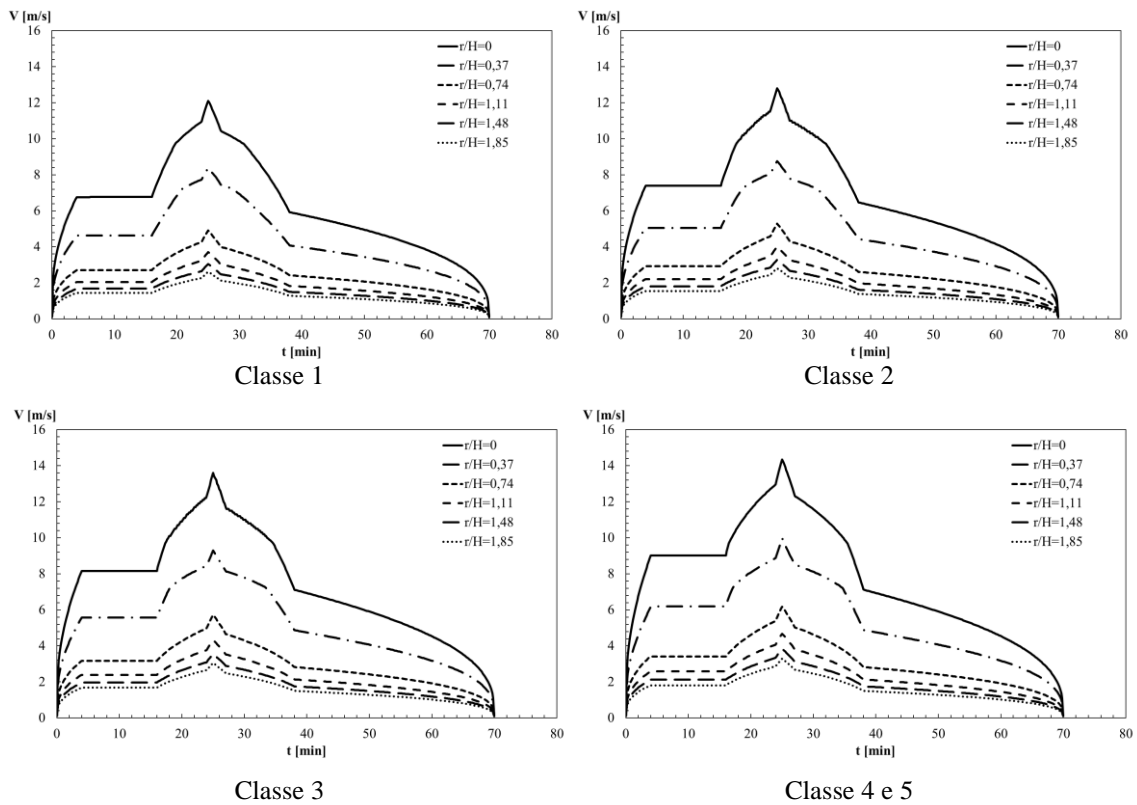 V [m/s]
16
14
12
10
8
6
4
2
0
r/H=0
r/H=0,37
r/H=0,74
r/H=1,11
r/H=1,48
r/H=1,85
0 10 20 30 40 50 60 70 80
t [min]
Classe 1
V [m/s]
16
14
12
10
8
6
4
2
0
r/H=0
r/H=0,37
r/H=0,74
r/H=1,11
r/H=1,48
r/H=1,85
0 10 20 30 40 50 60 70 80
t [min]
Classe 2
V [m/s]
16
14
12
10
8
6
4
2
0
r/H=0
r/H=0,37
r/H=0,74
r/H=1,11
r/H=1,48
r/H=1,85
0 10 20 30 40 50 60 70 80
t [min]
Classe 3
V [m/s]
16
14
12
10
8
6
4
2
0
r/H=0
r/H=0,37
r/H=0,74
r/H=1,11
r/H=1,48
r/H=1,85
0 10 20 30 40 50 60 70 80
t [min]
Classe 4 e 5